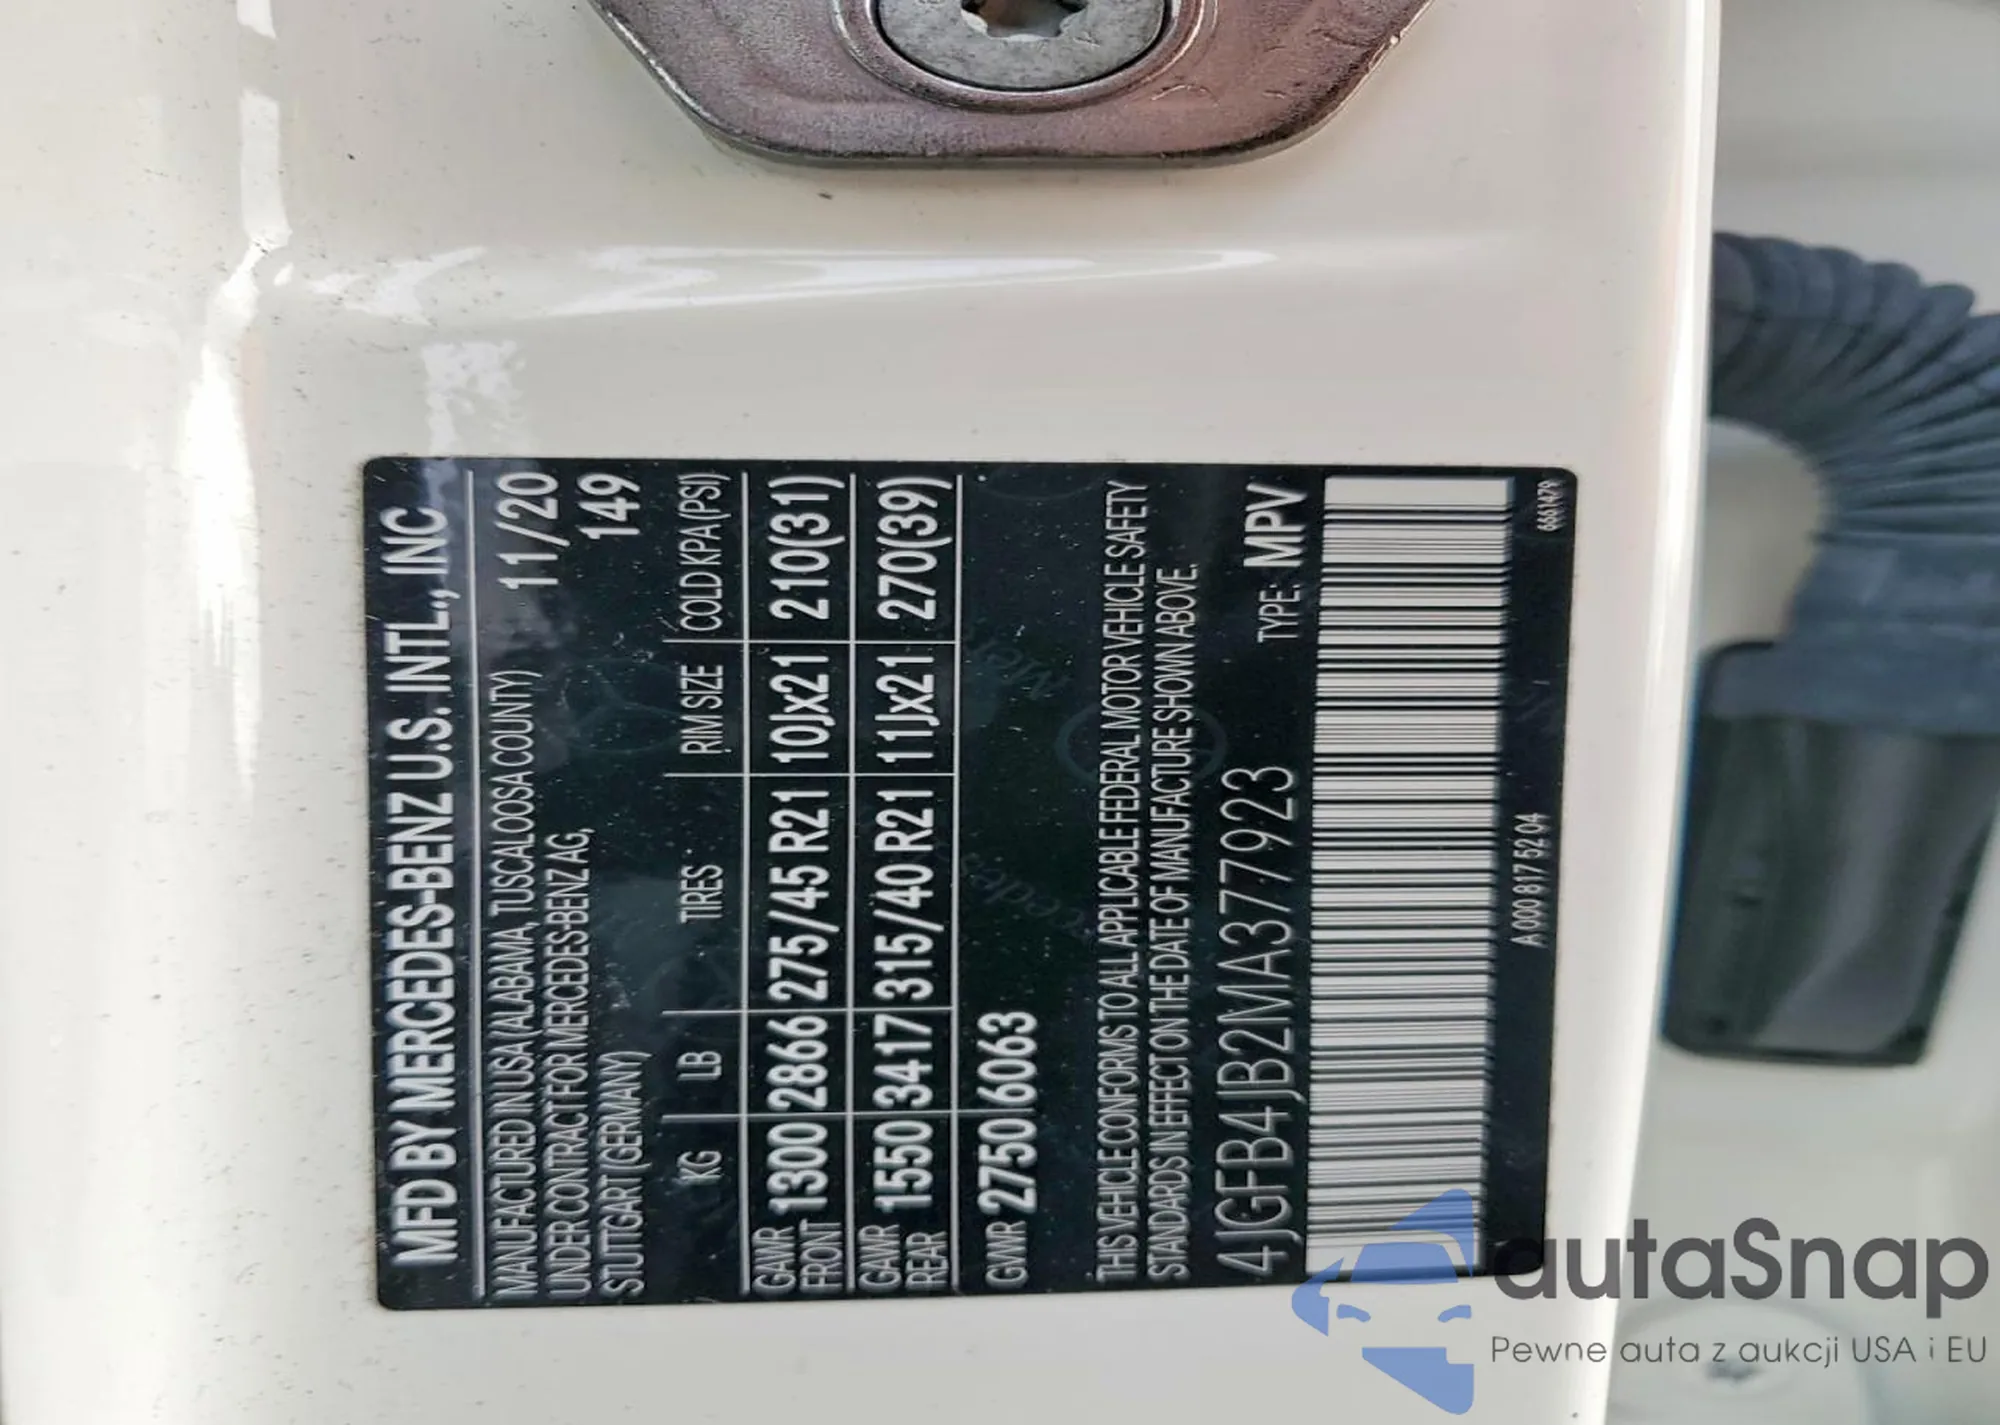 MFD BY MERCEDES-BENZ U.S. INTL., INC
MANUFACTURED IN USA (ALABAMA, TUSCALOOSA COUNTY) 11/20
UNDER CONTRACT FOR MERCEDES-BENZ AG, 149
STUTTGART (GERMANY)
KG LB TIRES RIM SIZE COLD KPA (PSI)
GAWR FRONT 1300 2866 275/45 R21 10Jx21 210(31)
GAWR REAR 1550 3417 315/40 R21 11Jx21 270(39)
GWR 2750 6063
THIS VEHICLE CONFORMS TO ALL APPLICABLE FEDERAL MOTOR VEHICLE SAFETY
STANDARDS IN EFFECT ON THE DATE OF MANUFACTURE SHOWN ABOVE.
4JGFB4JB2MA377923 TYPE: MPV
A 000 817 52 04 6661479
autaSnap
Pewne auta z aukcji USA i EU